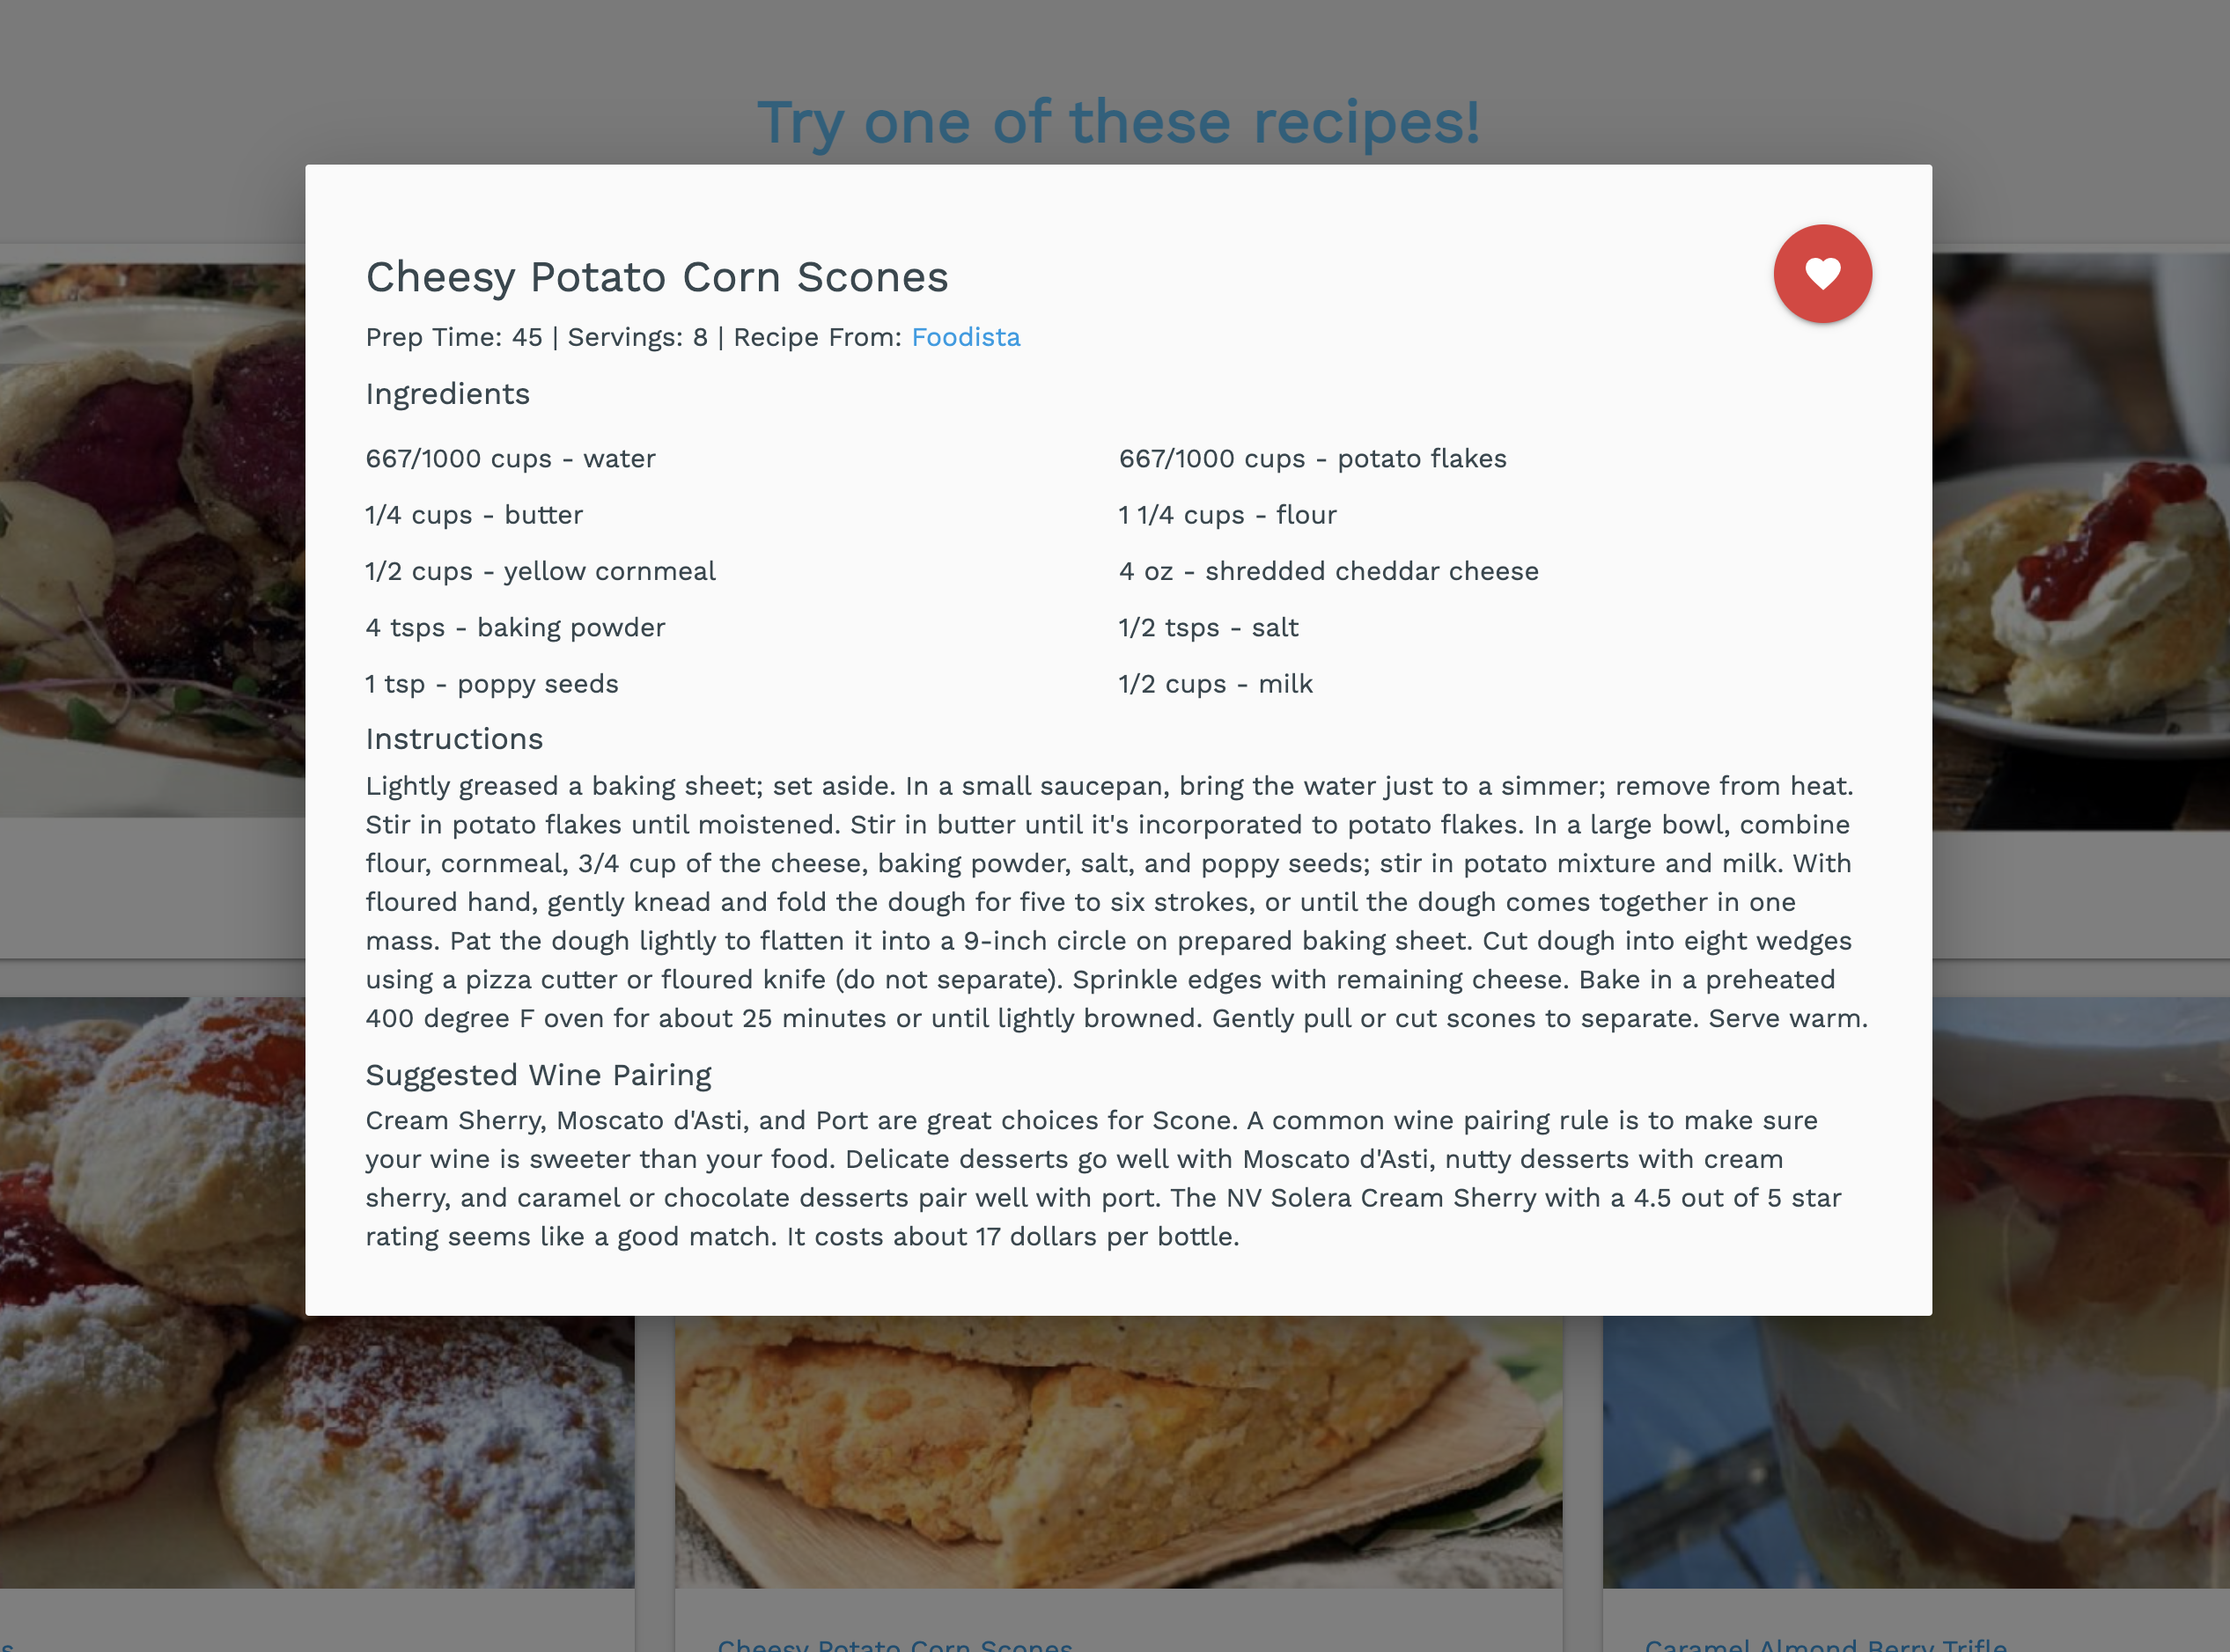 Try one of these recipes!
Cheesy Potato Corn Scones
Prep Time: 45 | Servings: 8 | Recipe From: Foodista
Ingredients
667/1000 cups - water
667/1000 cups - potato flakes
1/4 cups - butter
1 1/4 cups - flour
1/2 cups - yellow cornmeal
4 oz - shredded cheddar cheese
4 tsps - baking powder
1/2 tsps - salt
1 tsp - poppy seeds
1/2 cups - milk
Instructions
Lightly greased a baking sheet; set aside. In a small saucepan, bring the water just to a simmer; remove from heat.
Stir in potato flakes until moistened. Stir in butter until it's incorporated to potato flakes. In a large bowl, combine
flour, cornmeal, 3/4 cup of the cheese, baking powder, salt, and poppy seeds; stir in potato mixture and milk. With
floured hand, gently knead and fold the dough for five to six strokes, or until the dough comes together in one
mass. Pat the dough lightly to flatten it into a 9-inch circle on prepared baking sheet. Cut dough into eight wedges
using a pizza cutter or floured knife (do not separate). Sprinkle edges with remaining cheese. Bake in a preheated
400 degree F oven for about 25 minutes or until lightly browned. Gently pull or cut scones to separate. Serve warm.
Suggested Wine Pairing
Cream Sherry, Moscato d'Asti, and Port are great choices for Scone. A common wine pairing rule is to make sure
your wine is sweeter than your food. Delicate desserts go well with Moscato d'Asti, nutty desserts with cream
sherry, and caramel or chocolate desserts pair well with port. The NV Solera Cream Sherry with a 4.5 out of 5 star
rating seems like a good match. It costs about 17 dollars per bottle.
Cheesy Potato Corn Scones
Caramel Almond Berry Trifle